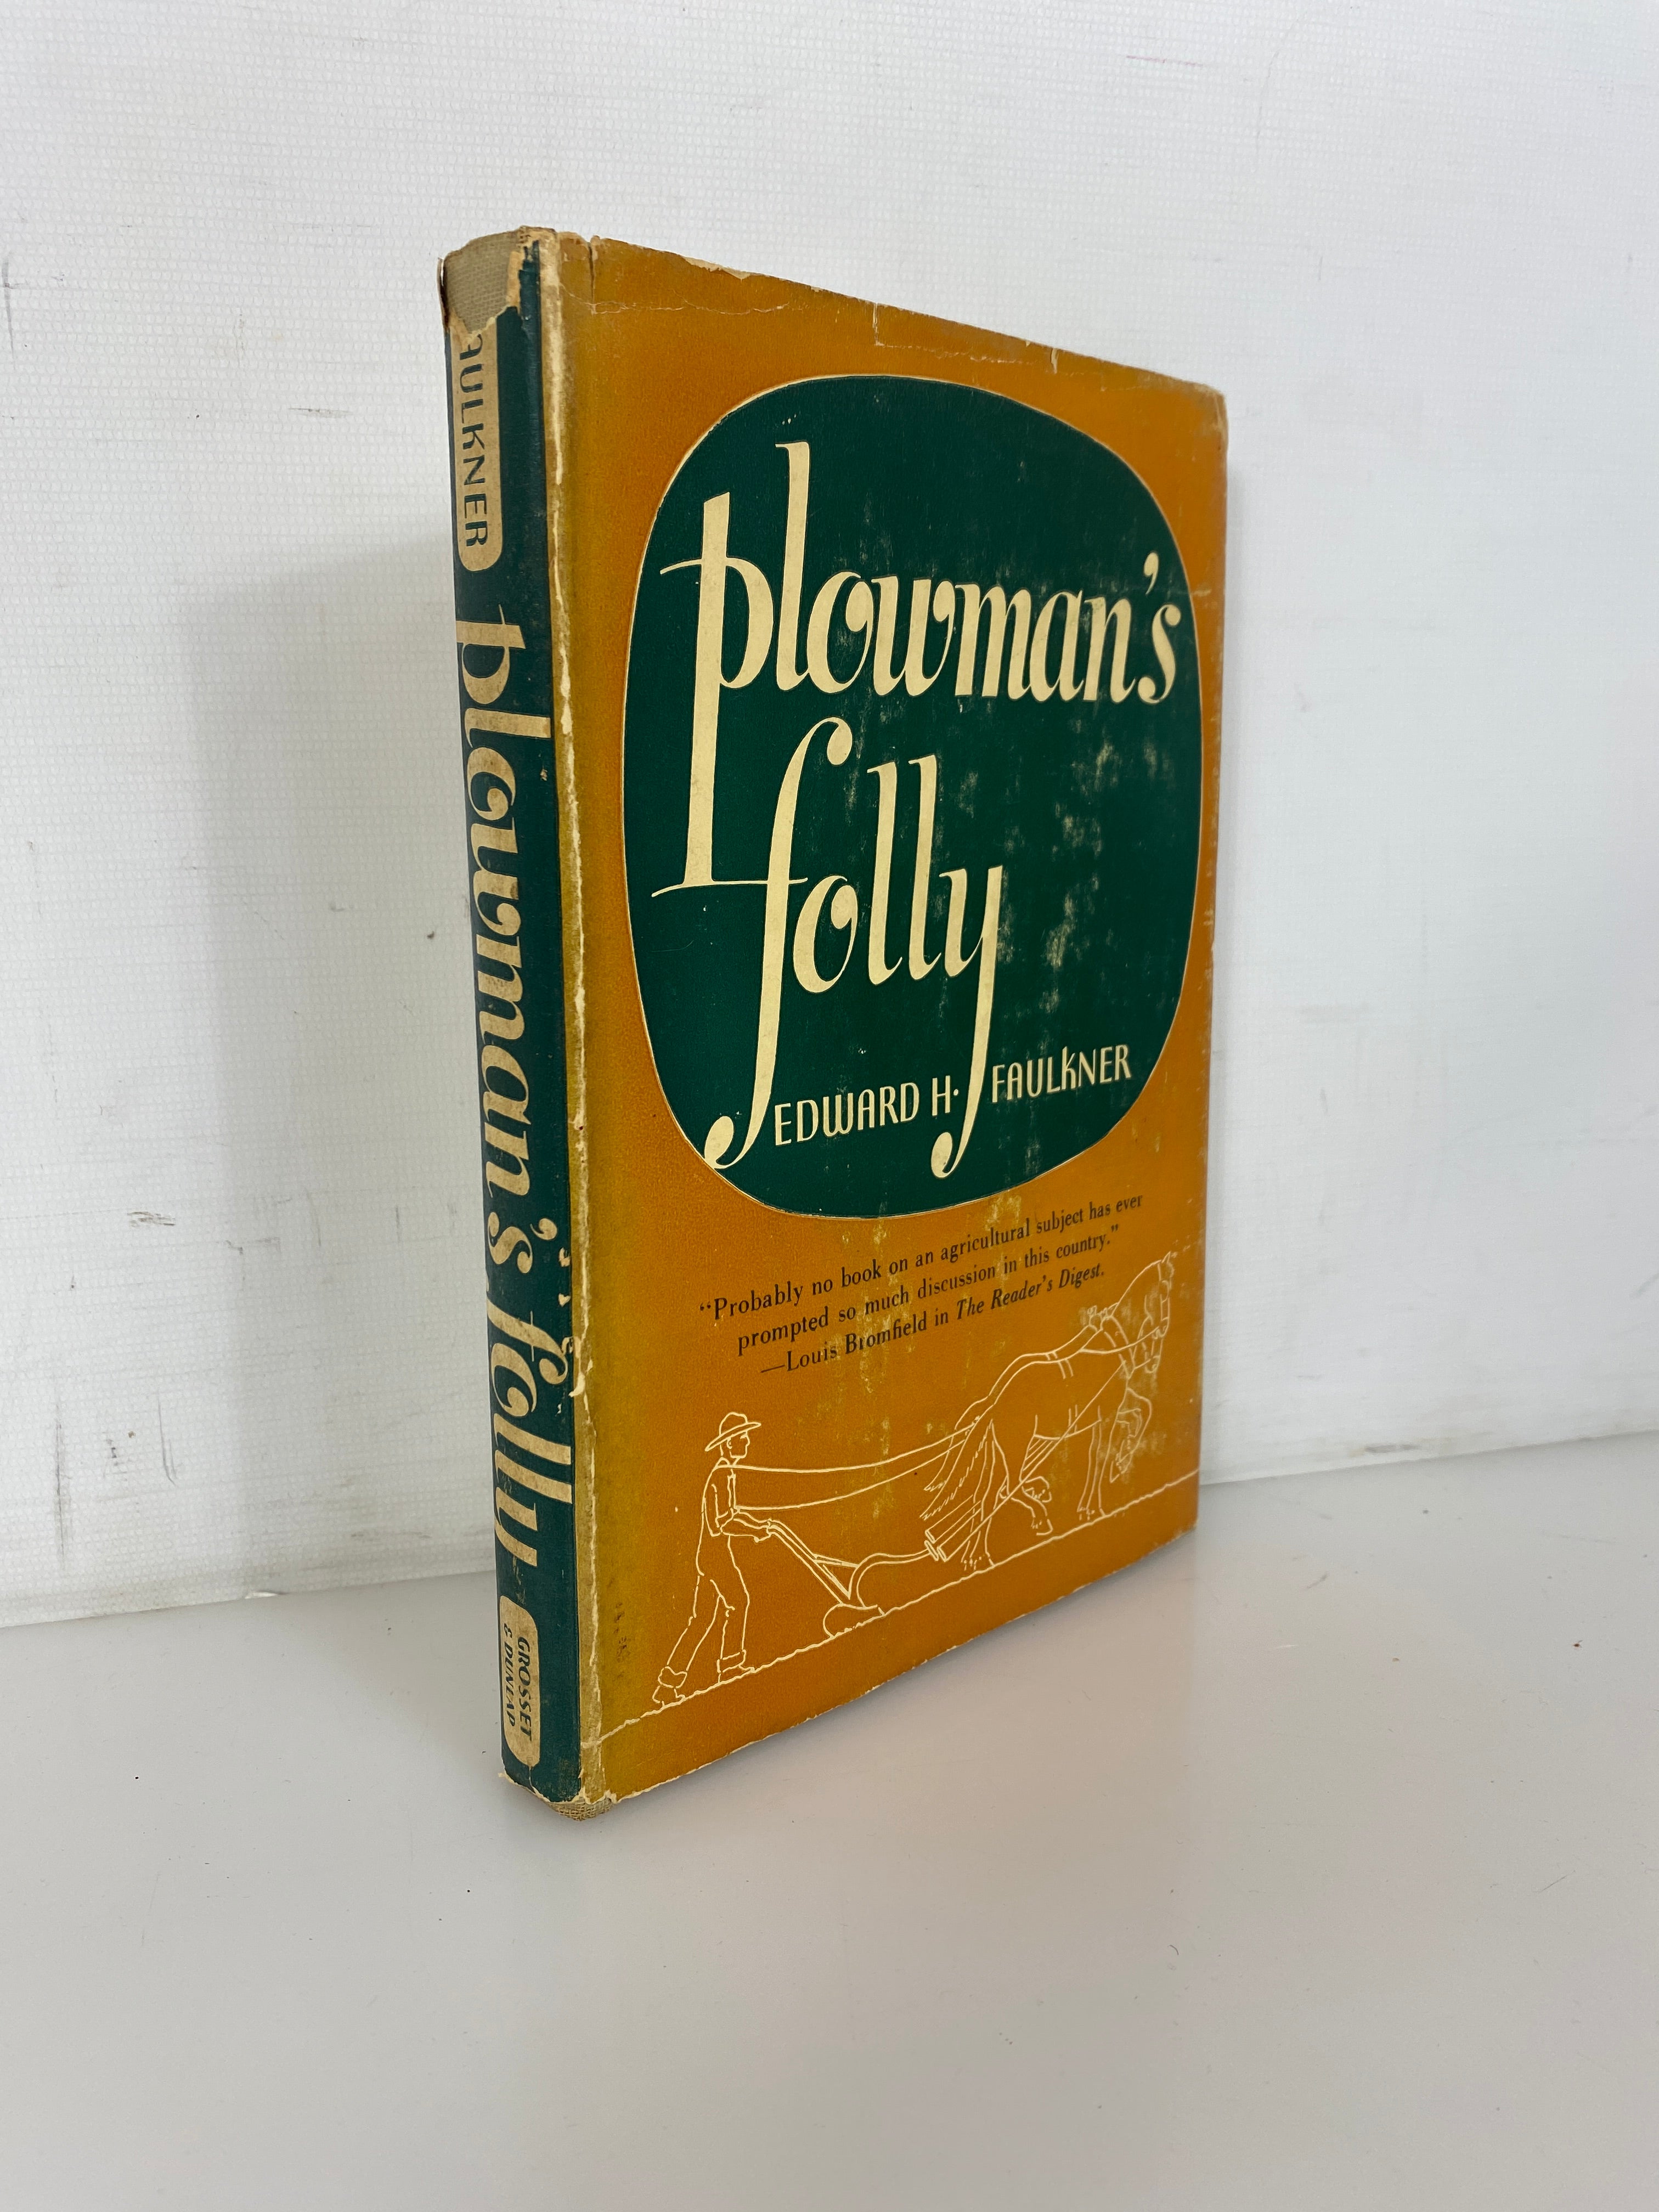 AULKNER
plowman's folly
GROSSET
& DUNLAP
plowman's
folly
EDWARD H. FAULKNER
“Probably no book on an agricultural subject has ever
prompted so much discussion in this country.”
—Louis Bromfield in The Reader's Digest.